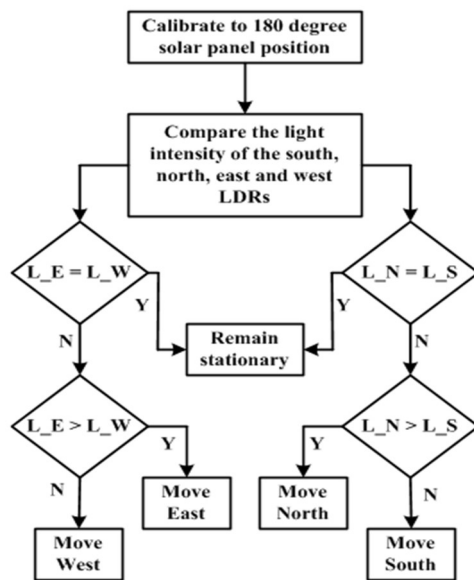 Calibrate to 180 degree
solar panel position
Compare the light
intensity of the south,
north, east and west
LDRs
L_E = L_W
L_N = L_S
Y
Y
Remain
stationary
N
N
L_E > L_W
L_N > L_S
Y
Y
N
N
Move
East
Move
North
Move
West
Move
South